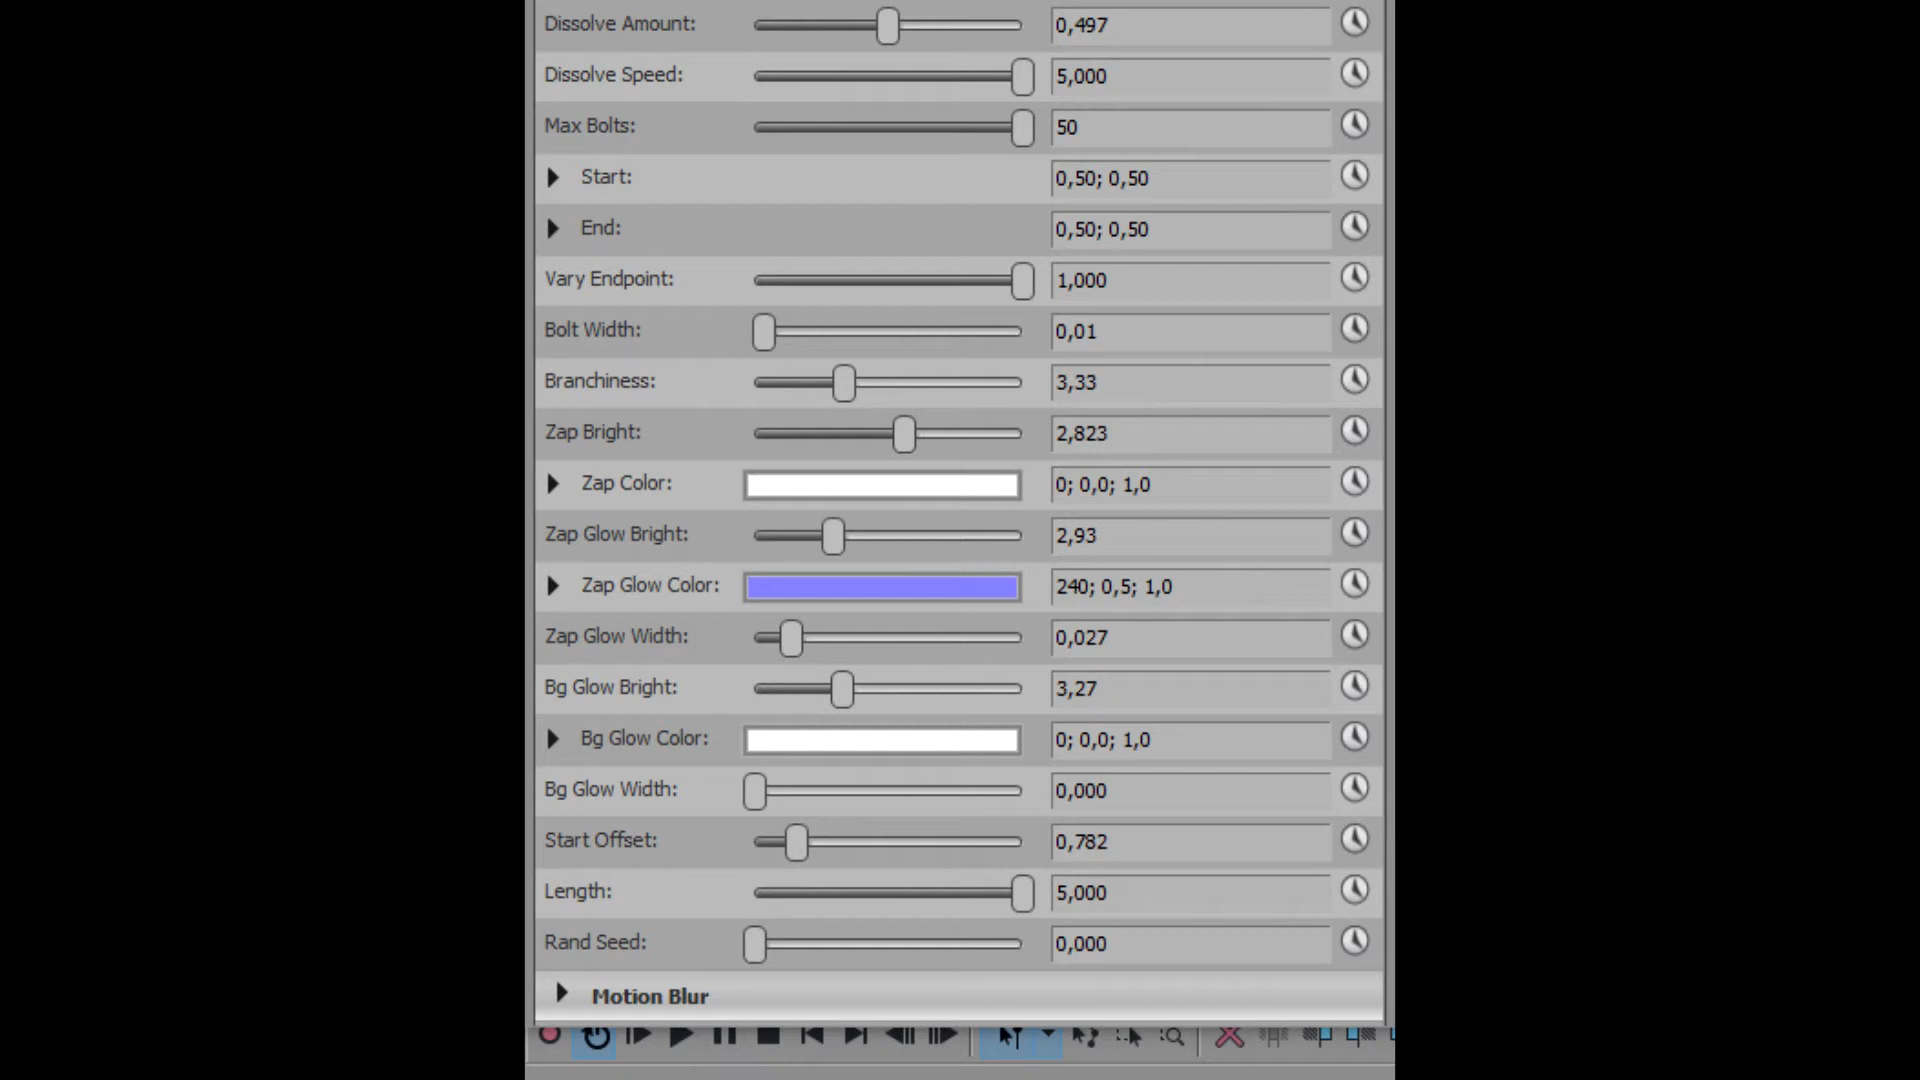 Dissolve Amount: 0,497
Dissolve Speed: 5,000
Max Bolts: 50
Start: 0,50; 0,50
End: 0,50; 0,50
Vary Endpoint: 1,000
Bolt Width: 0,01
Branchiness: 3,33
Zap Bright: 2,823
Zap Color: 0; 0,0; 1,0
Zap Glow Bright: 2,93
Zap Glow Color: 240; 0,5; 1,0
Zap Glow Width: 0,027
Bg Glow Bright: 3,27
Bg Glow Color: 0; 0,0; 1,0
Bg Glow Width: 0,000
Start Offset: 0,782
Length: 5,000
Rand Seed: 0,000
Motion Blur